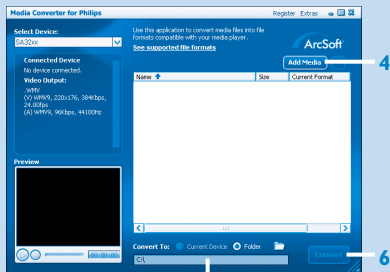 Media Converter for Philips
Register Extras
Select Device:
SA32xx
Connected Device
No device connected.
Video Output:
.WMV
(V) WMV9, 220x176, 384Kbps,
24.00fps
(A) WMV9, 96Kbps, 44100Hz
Preview
Use this application to convert media files into file
formats compatible with your media player.
See supported file formats
ArcSoft
Add Media
4
Name Size Current Format
Convert To: Current Device Folder
C:\
Convert
6